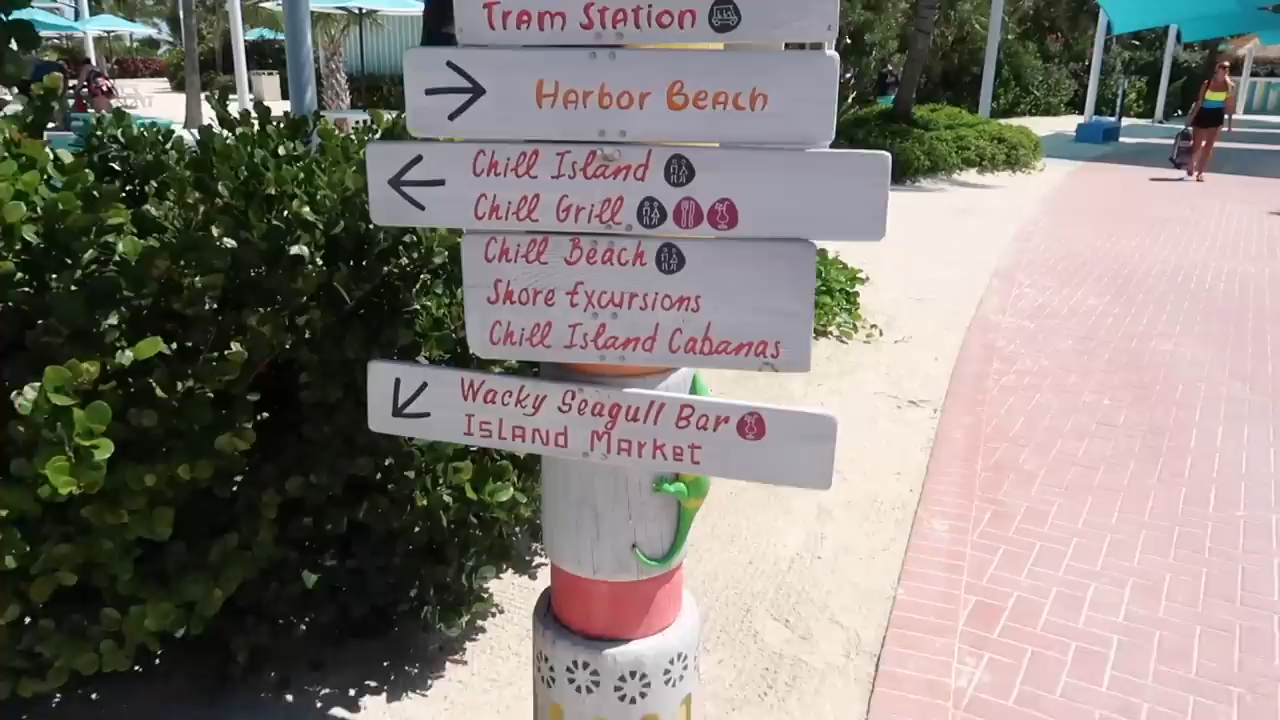 Tram Station
Harbor Beach
Chill Island
Chill Grill
Chill Beach
Shore Excursions
Chill Island Cabanas
Wacky Seagull Bar
Island Market